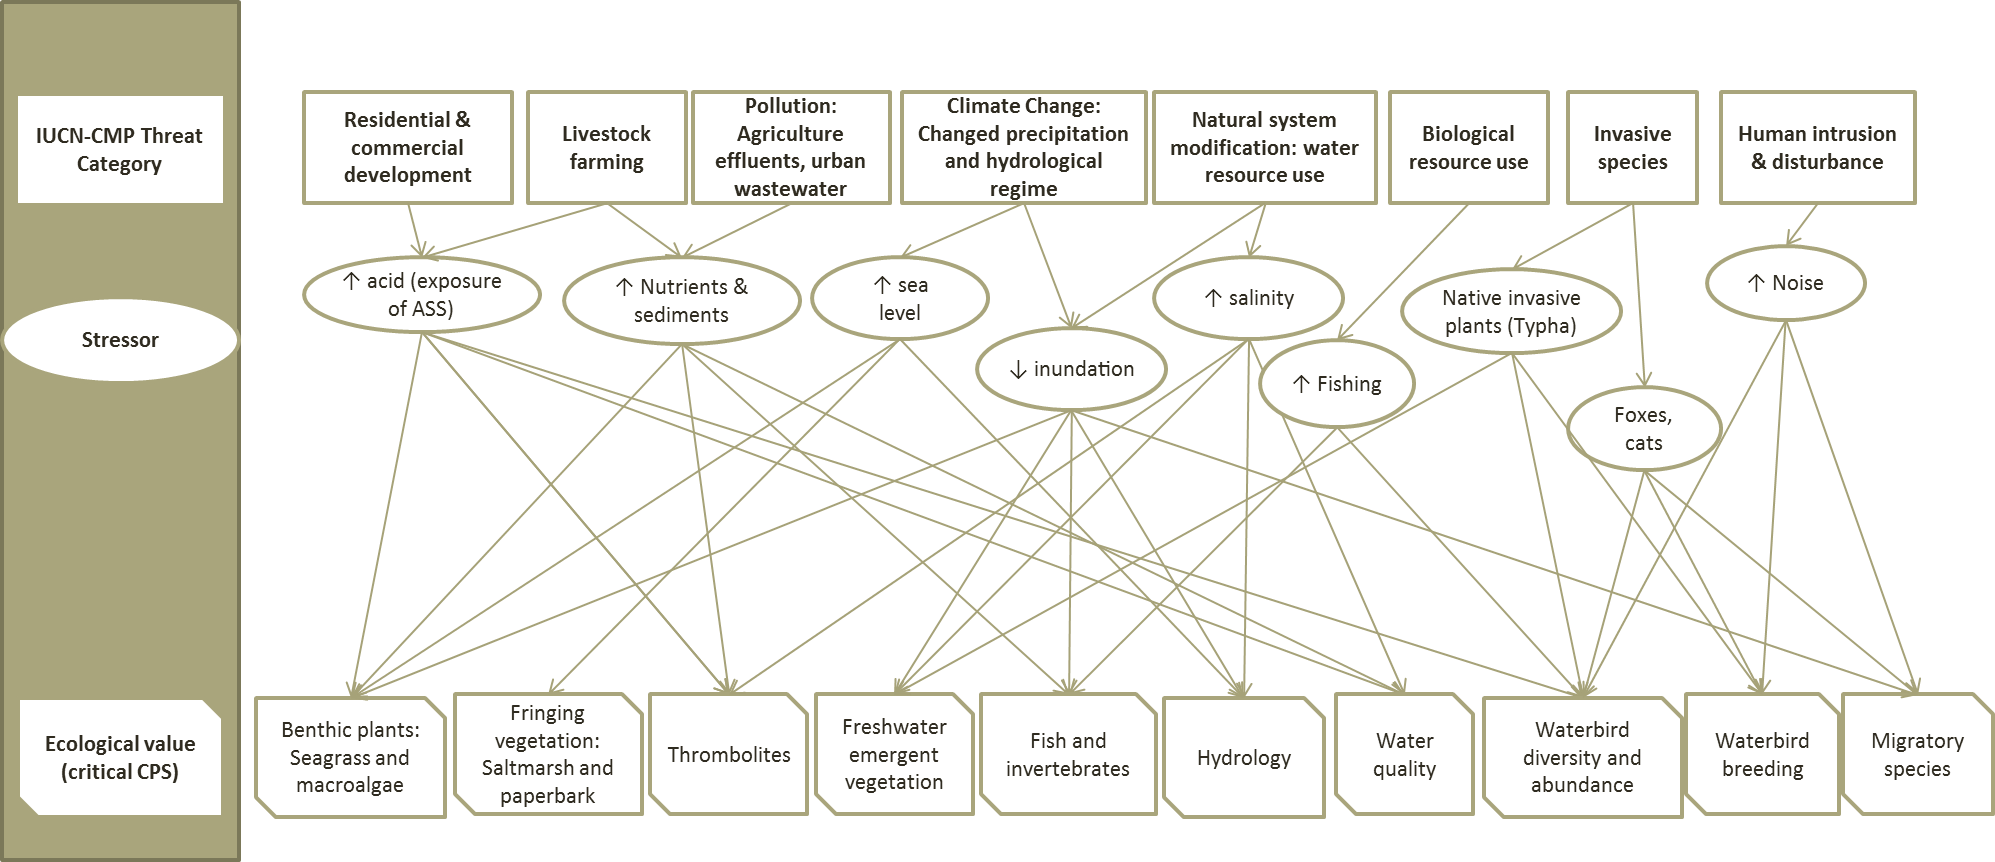 IUCN-CMP Threat
Category
Residential &
commercial
development
Livestock
farming
Pollution:
Agriculture
effluents, urban
wastewater
Climate Change:
Changed precipitation
and hydrological
regime
Natural system
modification: water
resource use
Biological
resource use
Invasive
species
Human intrusion
& disturbance
Stressor
↑ acid (exposure
of ASS)
↑ Nutrients &
sediments
↑ sea
level
↓ inundation
↑ salinity
↑ Fishing
Native invasive
plants (Typha)
Foxes,
cats
↑ Noise
Ecological value
(critical CPS)
Benthic plants:
Seagrass and
macroalgae
Fringing
vegetation:
Saltmarsh and
paperbark
Thrombolites
Freshwater
emergent
vegetation
Fish and
invertebrates
Hydrology
Water
quality
Waterbird
diversity and
abundance
Waterbird
breeding
Migratory
species